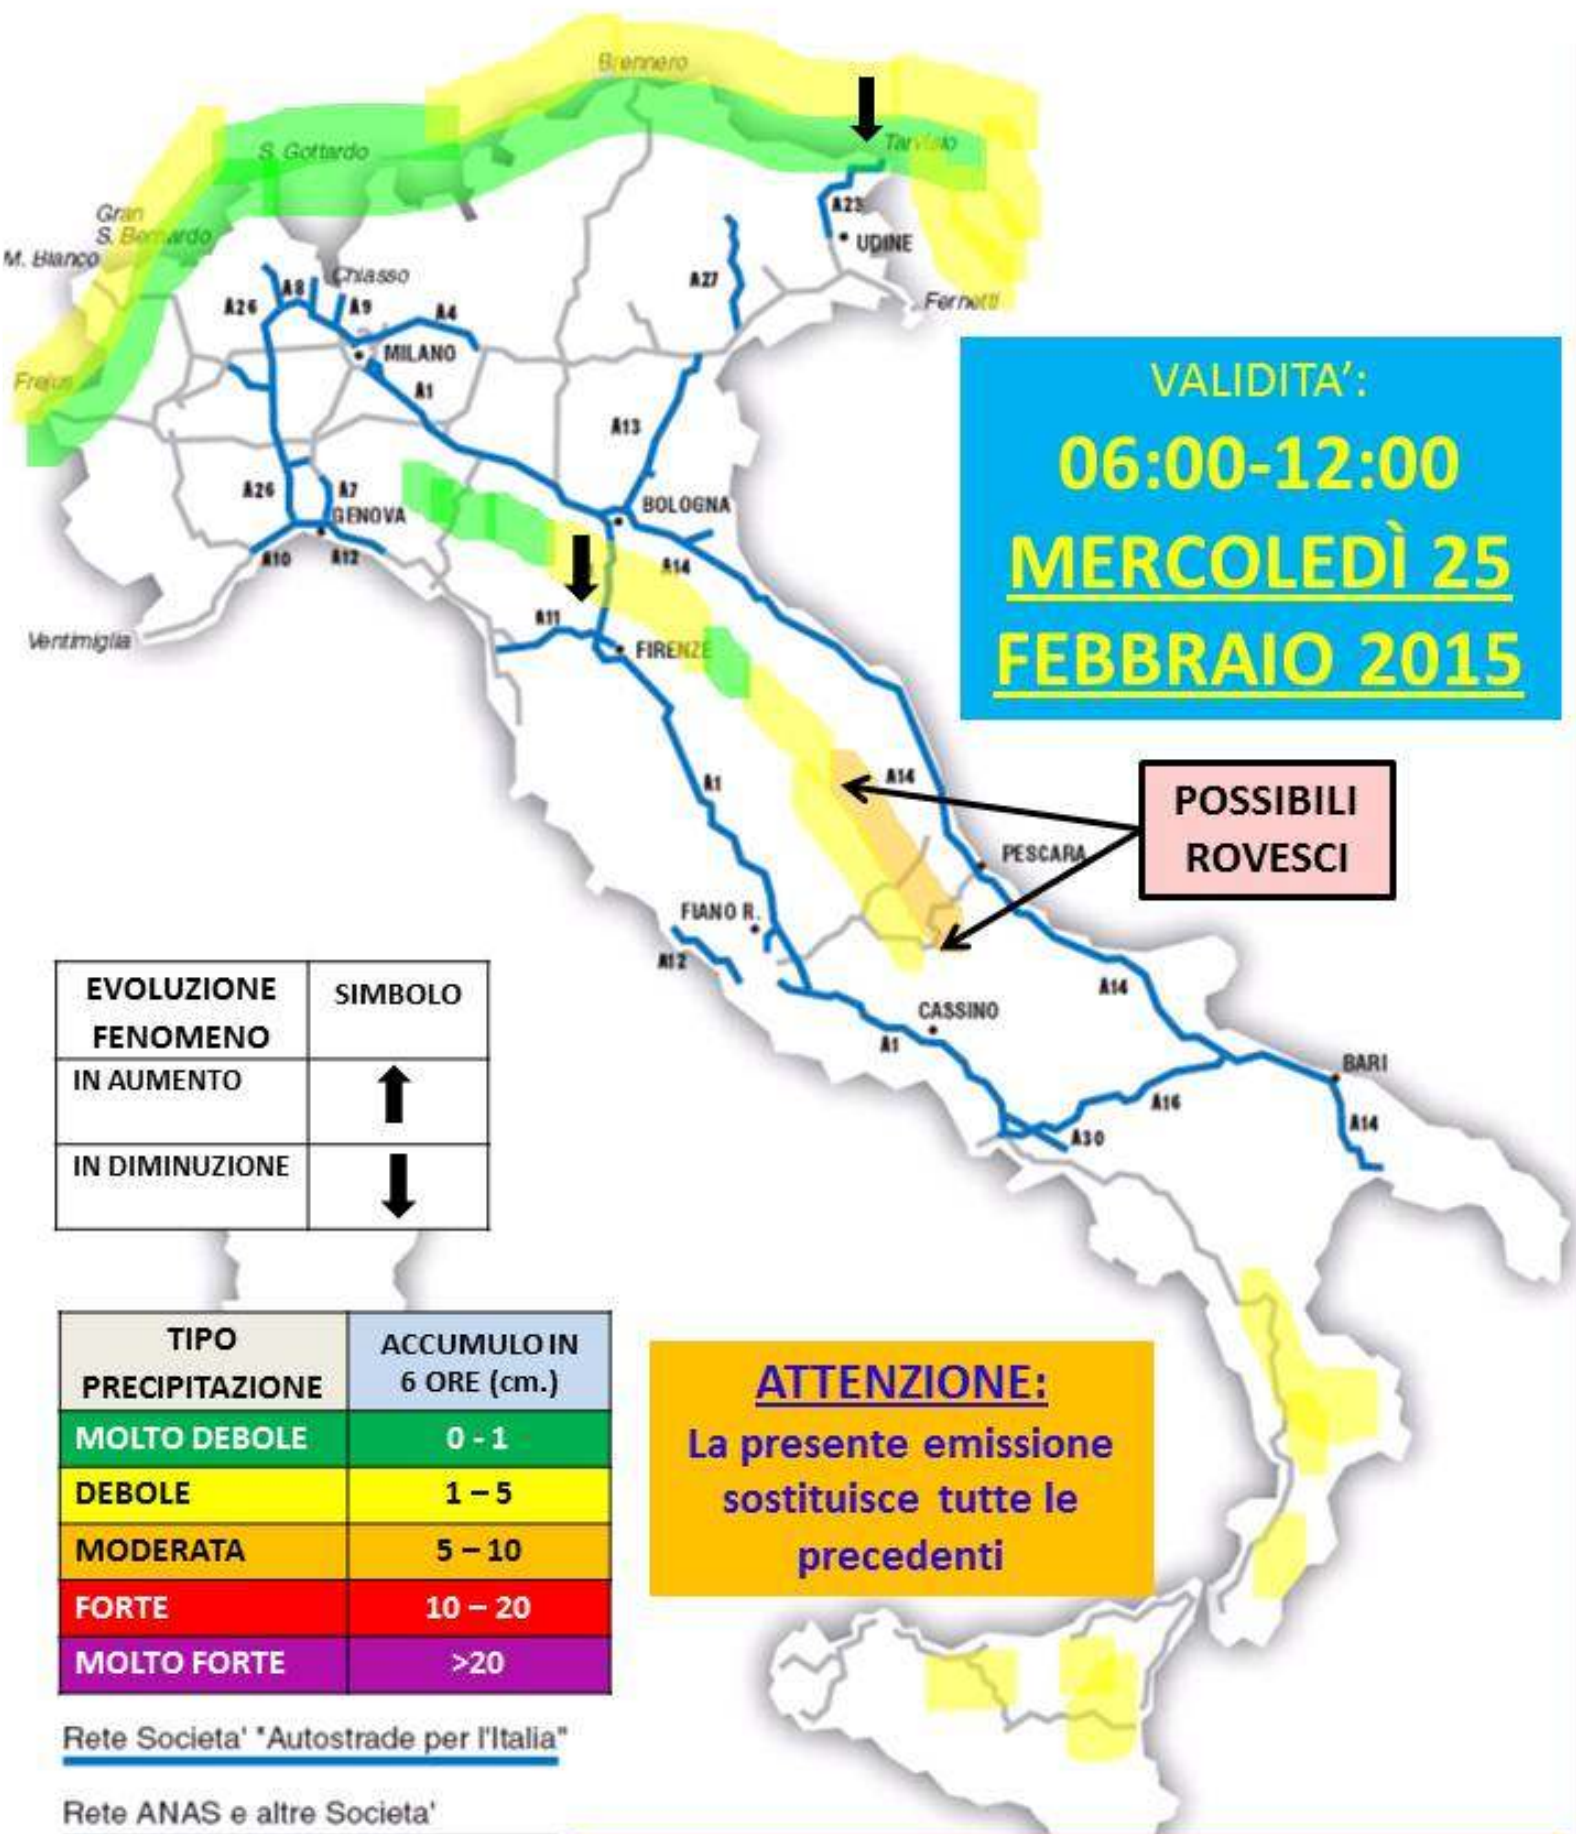 Brennero
S. Gottardo
Tarvisio
Gran
S. Bernardo
M. Bianco
A23
UDINE
Chiasso
A8
A26
A9
A4
A27
Fernetti
MILANO
Frejus
A1
A13
VALIDITA’:
06:00-12:00
MERCOLEDÌ 25
FEBBRAIO 2015
A26
A7
GENOVA
BOLOGNA
A10
A12
A14
A11
Ventimiglia
FIRENZE
A1
A14
POSSIBILI
ROVESCI
PESCARA
FIANO R.
A12
A14
CASSINO
A1
BARI
A16
A30
A14
EVOLUZIONE
FENOMENO
SIMBOLO
IN AUMENTO
IN DIMINUZIONE
TIPO
PRECIPITAZIONE
ACCUMULO IN
6 ORE (cm.)
MOLTO DEBOLE 0 - 1
DEBOLE 1 – 5
MODERATA 5 – 10
FORTE 10 – 20
MOLTO FORTE >20
ATTENZIONE:
La presente emissione
sostituisce tutte le
precedenti
Rete Societa' "Autostrade per l'Italia"
Rete ANAS e altre Societa'